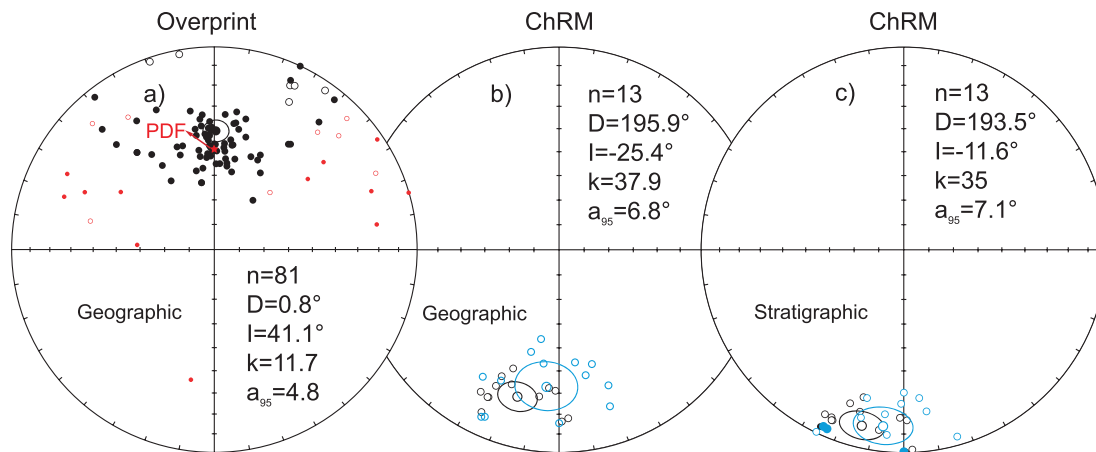 Overprint
a)
PDF
Geographic
n=81
D=0.8°
I=41.1°
k=11.7
a95=4.8
ChRM
b)
n=13
D=195.9°
I=-25.4°
k=37.9
a95=6.8°
Geographic
ChRM
c)
n=13
D=193.5°
I=-11.6°
k=35
a95=7.1°
Stratigraphic